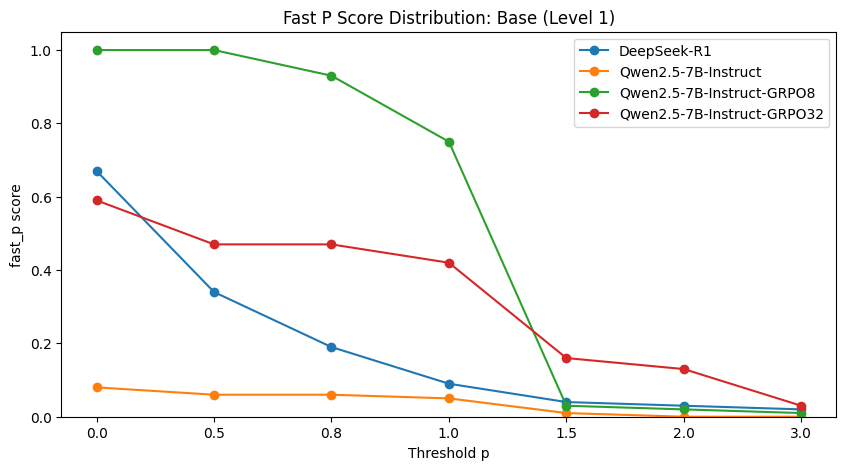 Fast P Score Distribution: Base (Level 1)
DeepSeek-R1
Qwen2.5-7B-Instruct
Qwen2.5-7B-Instruct-GRPO8
Qwen2.5-7B-Instruct-GRPO32
fast_p score
1.0
0.8
0.6
0.4
0.2
0.0
0.0 0.5 0.8 1.0 1.5 2.0 3.0
Threshold p